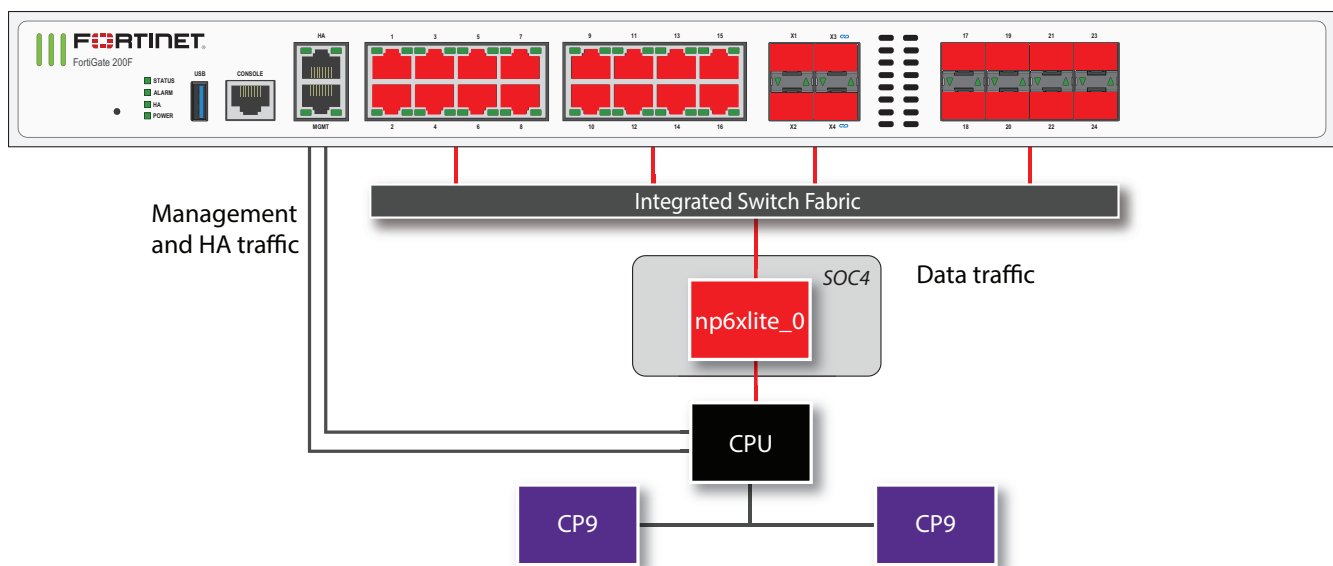 FORTINET
FortiGate 200F
STATUS
ALARM
HA
POWER
USB
CONSOLE
HA
MGMT
1 3 5 7
2 4 6 8
9 11 13 15
10 12 14 16
X1 X3
X2 X4
17 19 21 23
18 20 22 24
Management
and HA traffic
Integrated Switch Fabric
SOC4
Data traffic
np6xlite_0
CPU
CP9
CP9